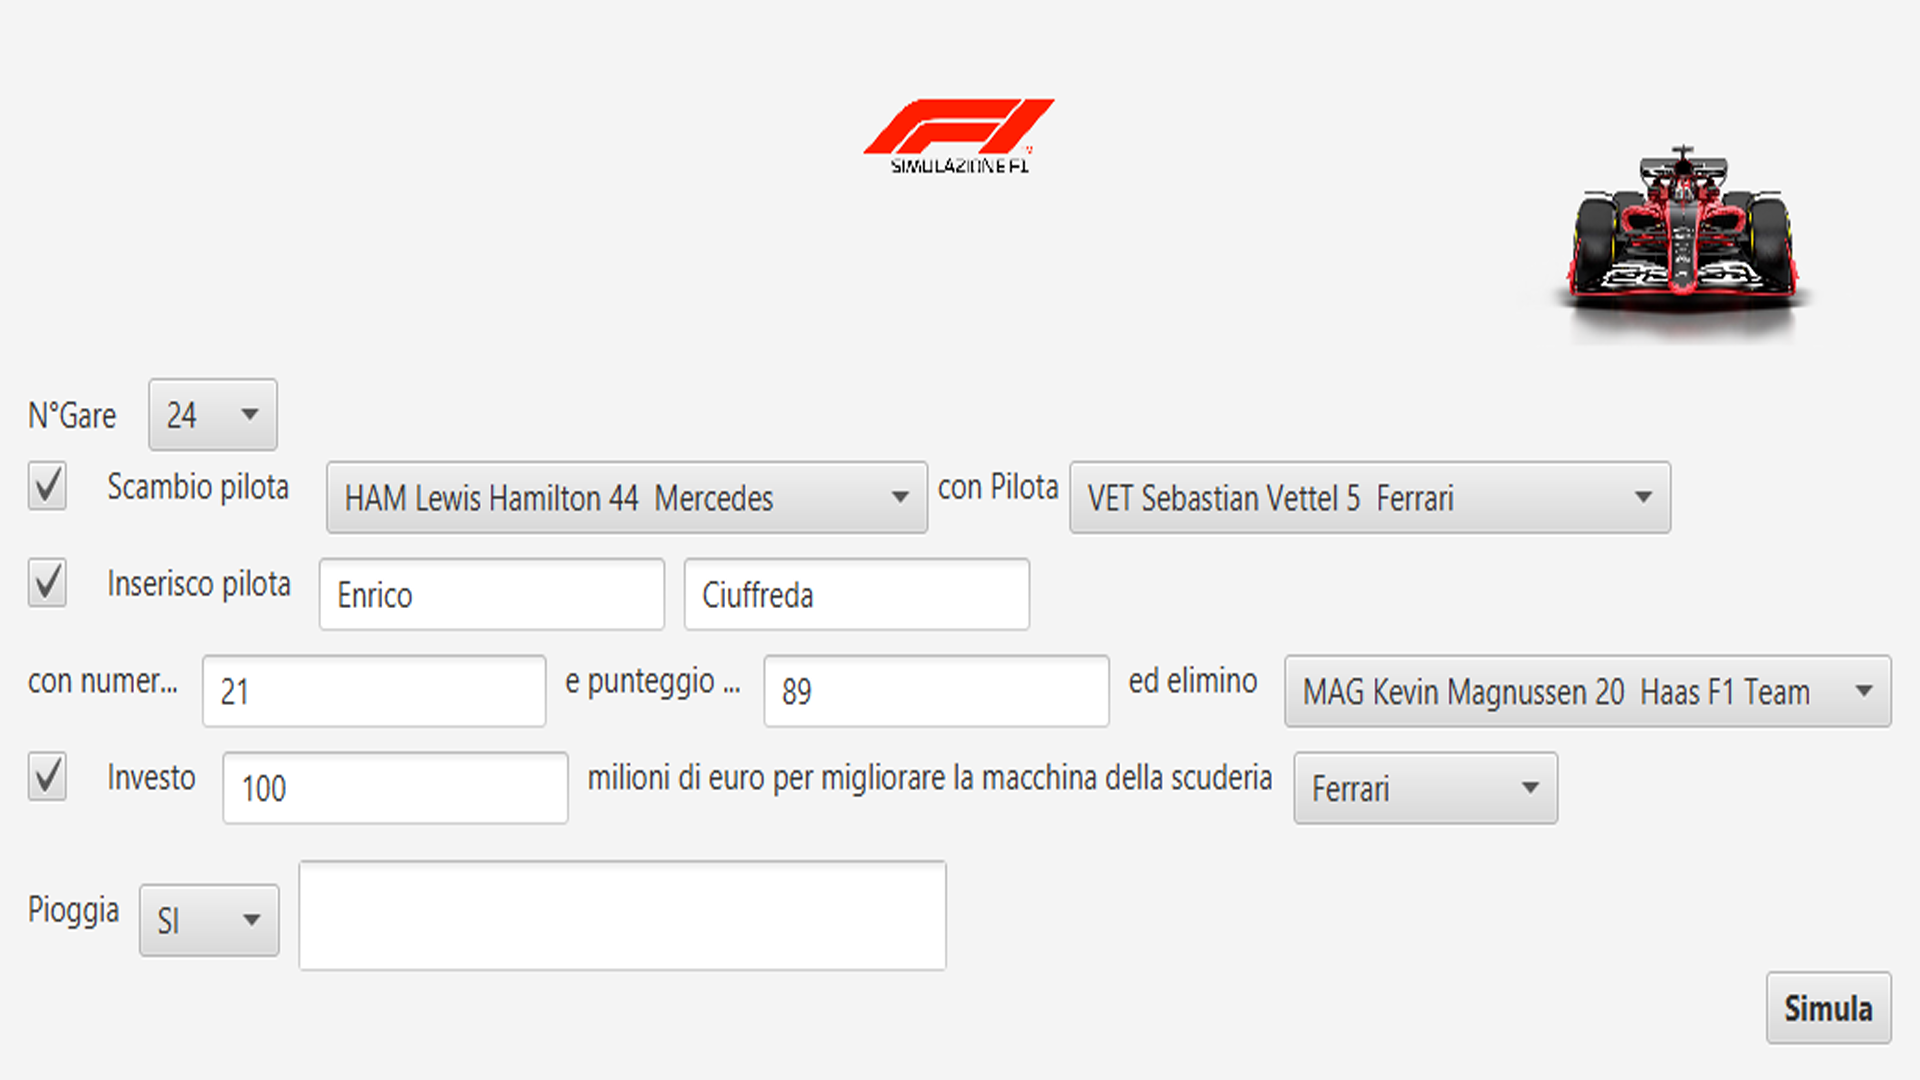 F1
SIMULAZIONE F1
N°Gare 24
Scambio pilota HAM Lewis Hamilton 44 Mercedes con Pilota VET Sebastian Vettel 5 Ferrari
Inserisco pilota Enrico Ciuffreda
con numer... 21 e punteggio ... 89 ed elimino MAG Kevin Magnussen 20 Haas F1 Team
Investo 100 milioni di euro per migliorare la macchina della scuderia Ferrari
Pioggia SI
Simula